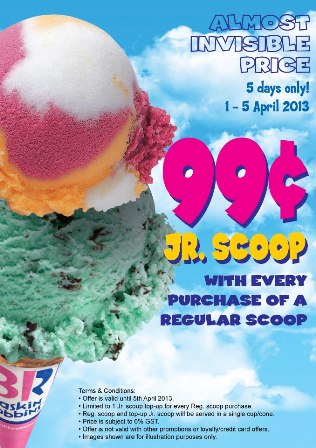 ALMOST
INVISIBLE
PRICE
5 days only!
1 - 5 April 2013
99¢
JR. SCOOP
WITH EVERY
PURCHASE OF A
REGULAR SCOOP
BR
Terms & Conditions:
• Offer is valid until 5th April 2013.
• Limited to 1 Jr. scoop top-up for every Reg. scoop purchase.
• Reg. scoop and top-up Jr. scoop will be served in a single cup/cone.
• Price is subject to 6% GST.
• Offer is not valid with other promotions or loyalty/credit card offers.
• Images shown are for illustration purposes only.